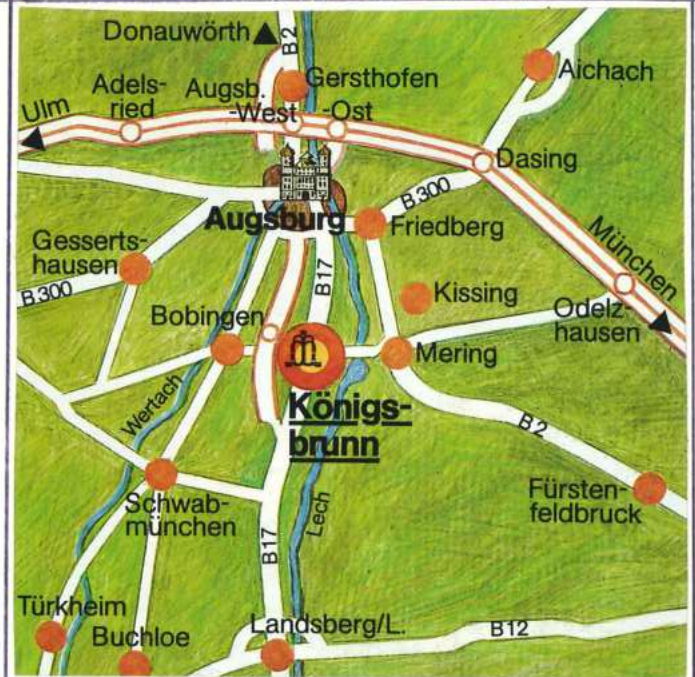 Donauwörth
B2
Adels-
ried
Augsb.
-West
Gersthofen
-Ost
Aichach
Ulm
Dasing
B.300
Augsburg
Friedberg
München
Gesserts-
hausen
B.300
B17
Kissing
Odelz-
hausen
Bobingen
Mering
Wertach
Königs-
brunn
B2
Schwab-
münchen
Lech
Fürsten-
feldbruck
B17
Türkheim
Buchloe
Landsberg/L.
B12